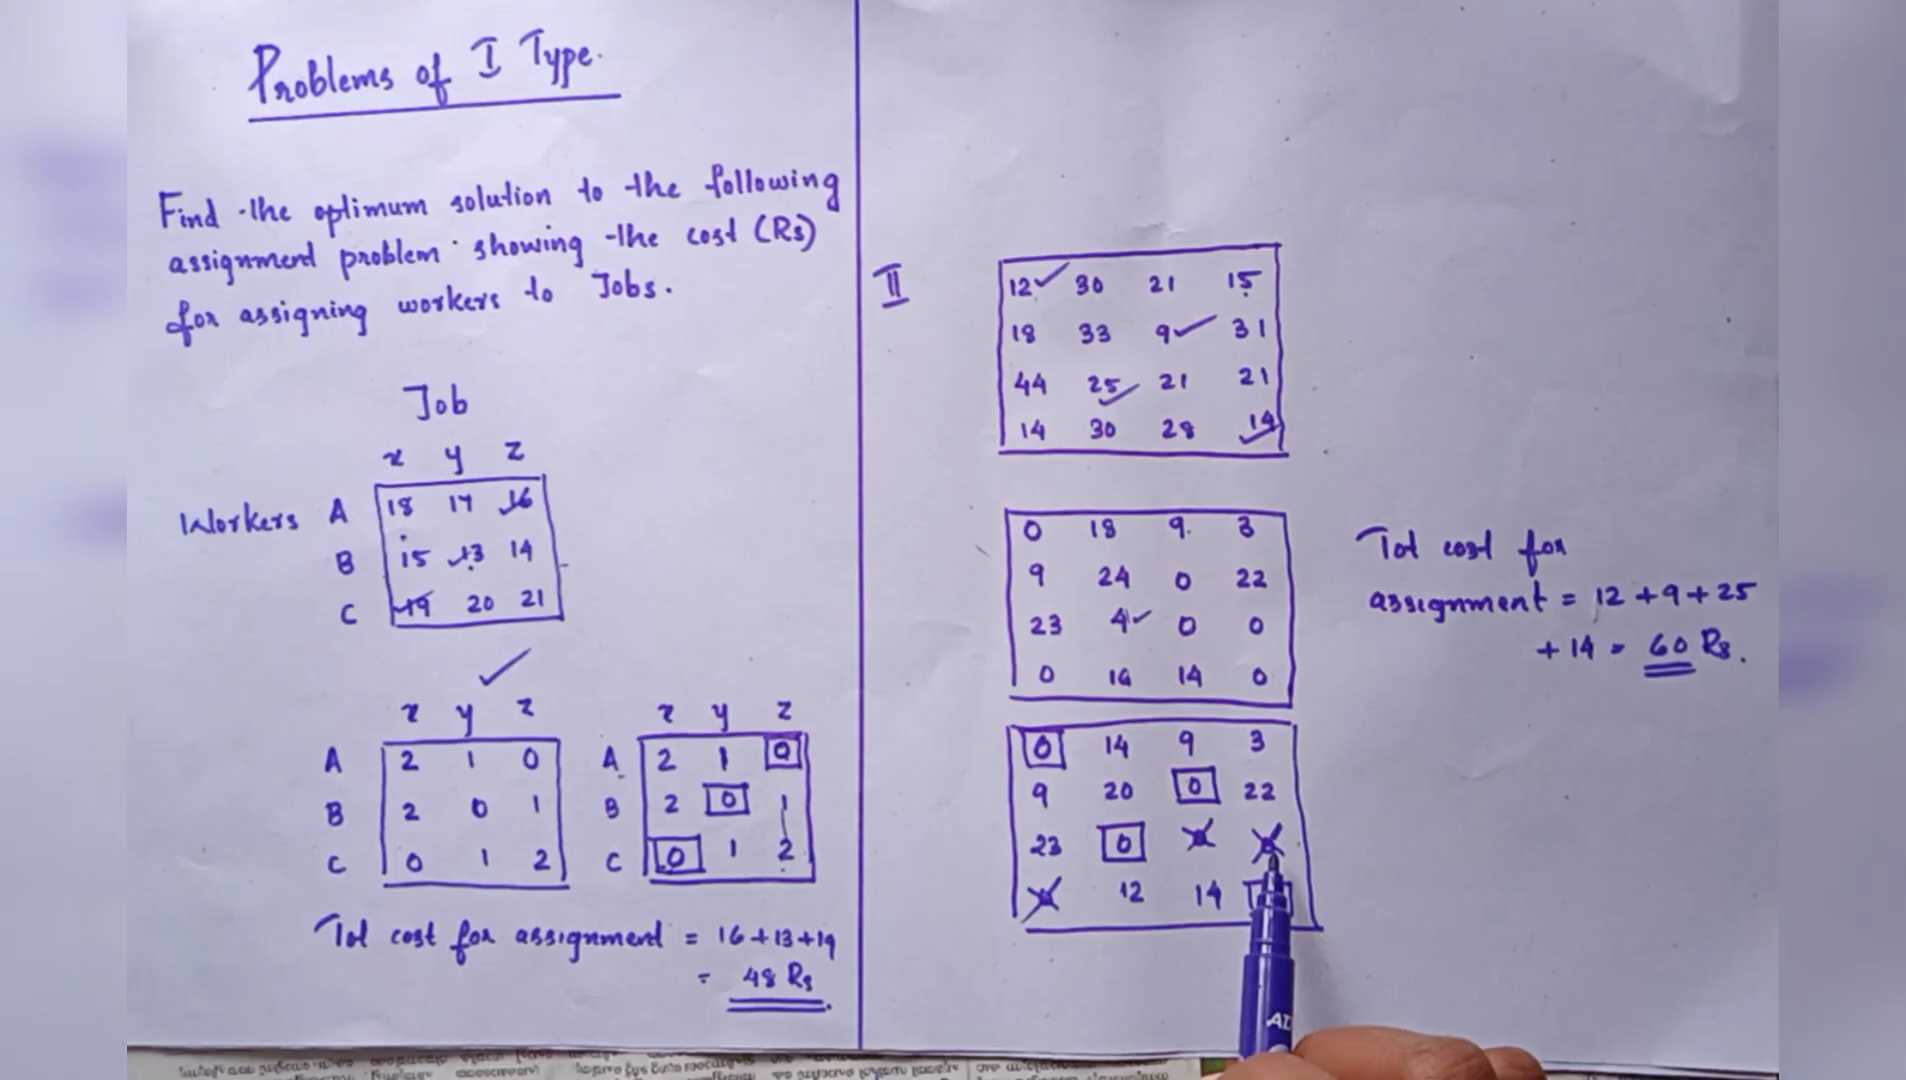 Problems of I Type.
Find the optimum solution to the following
assignment problem showing the cost (Rs)
for assigning workers to Jobs.
Job
x y z
Workers A 18 17 16
B 15 13 14
C 19 20 21
x y z
A 2 1 0
B 2 0 1
C 0 1 2
x y z
A 2 1 0
B 2 0 1
C 0 1 2
Tot cost for assignment = 16+13+19
= 48 Rs.
II
12 30 21 15
18 33 9 31
44 25 21 21
14 30 28 14
0 18 9 3
9 24 0 22
23 4 0 0
0 16 14 0
Tot cost for
assignment = 12+9+25
+14 = 60 Rs.
0 14 9 3
9 20 0 22
23 0 0 0
0 12 14